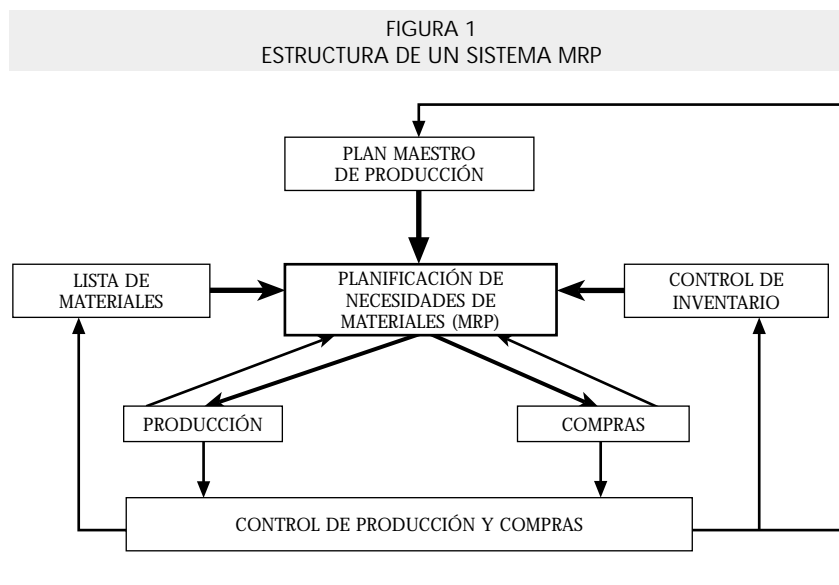 FIGURA 1
ESTRUCTURA DE UN SISTEMA MRP
PLAN MAESTRO
DE PRODUCCIÓN
LISTA DE
MATERIALES
PLANIFICACIÓN DE
NECESIDADES DE
MATERIALES (MRP)
CONTROL DE
INVENTARIO
PRODUCCIÓN
COMPRAS
CONTROL DE PRODUCCIÓN Y COMPRAS